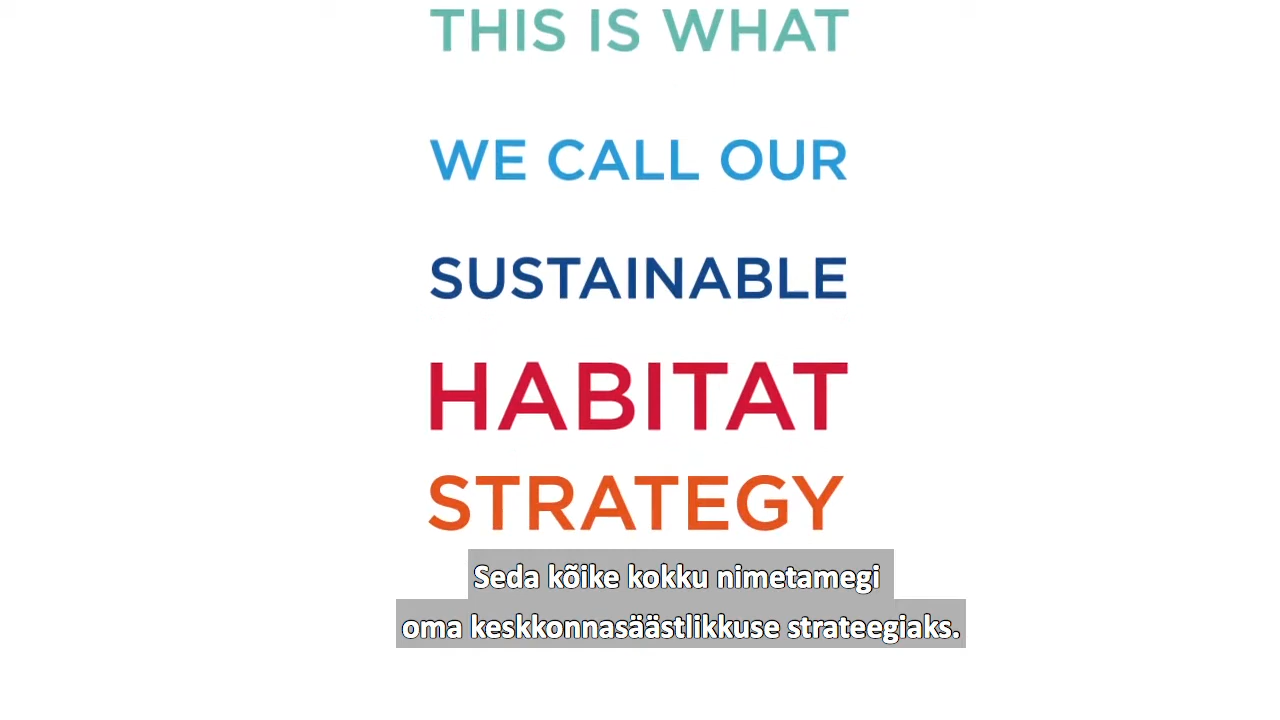 THIS IS WHAT
WE CALL OUR
SUSTAINABLE
HABITAT
STRATEGY
Seda kõike kokku nimetamegi
oma keskkonnasäästlikkuse strateegiaks.